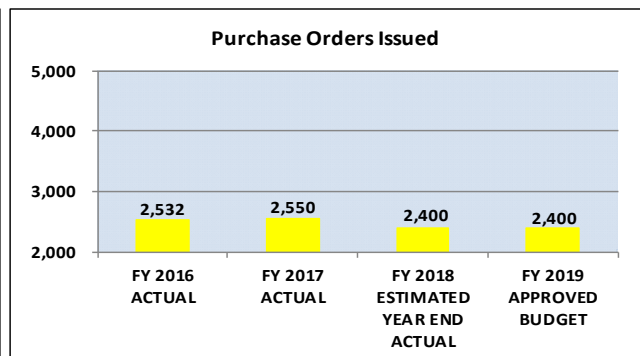 Purchase Orders Issued
5,000
4,000
3,000
2,000
2,532
2,550
2,400
2,400
FY 2016
ACTUAL
FY 2017
ACTUAL
FY 2018
ESTIMATED
YEAR END
ACTUAL
FY 2019
APPROVED
BUDGET